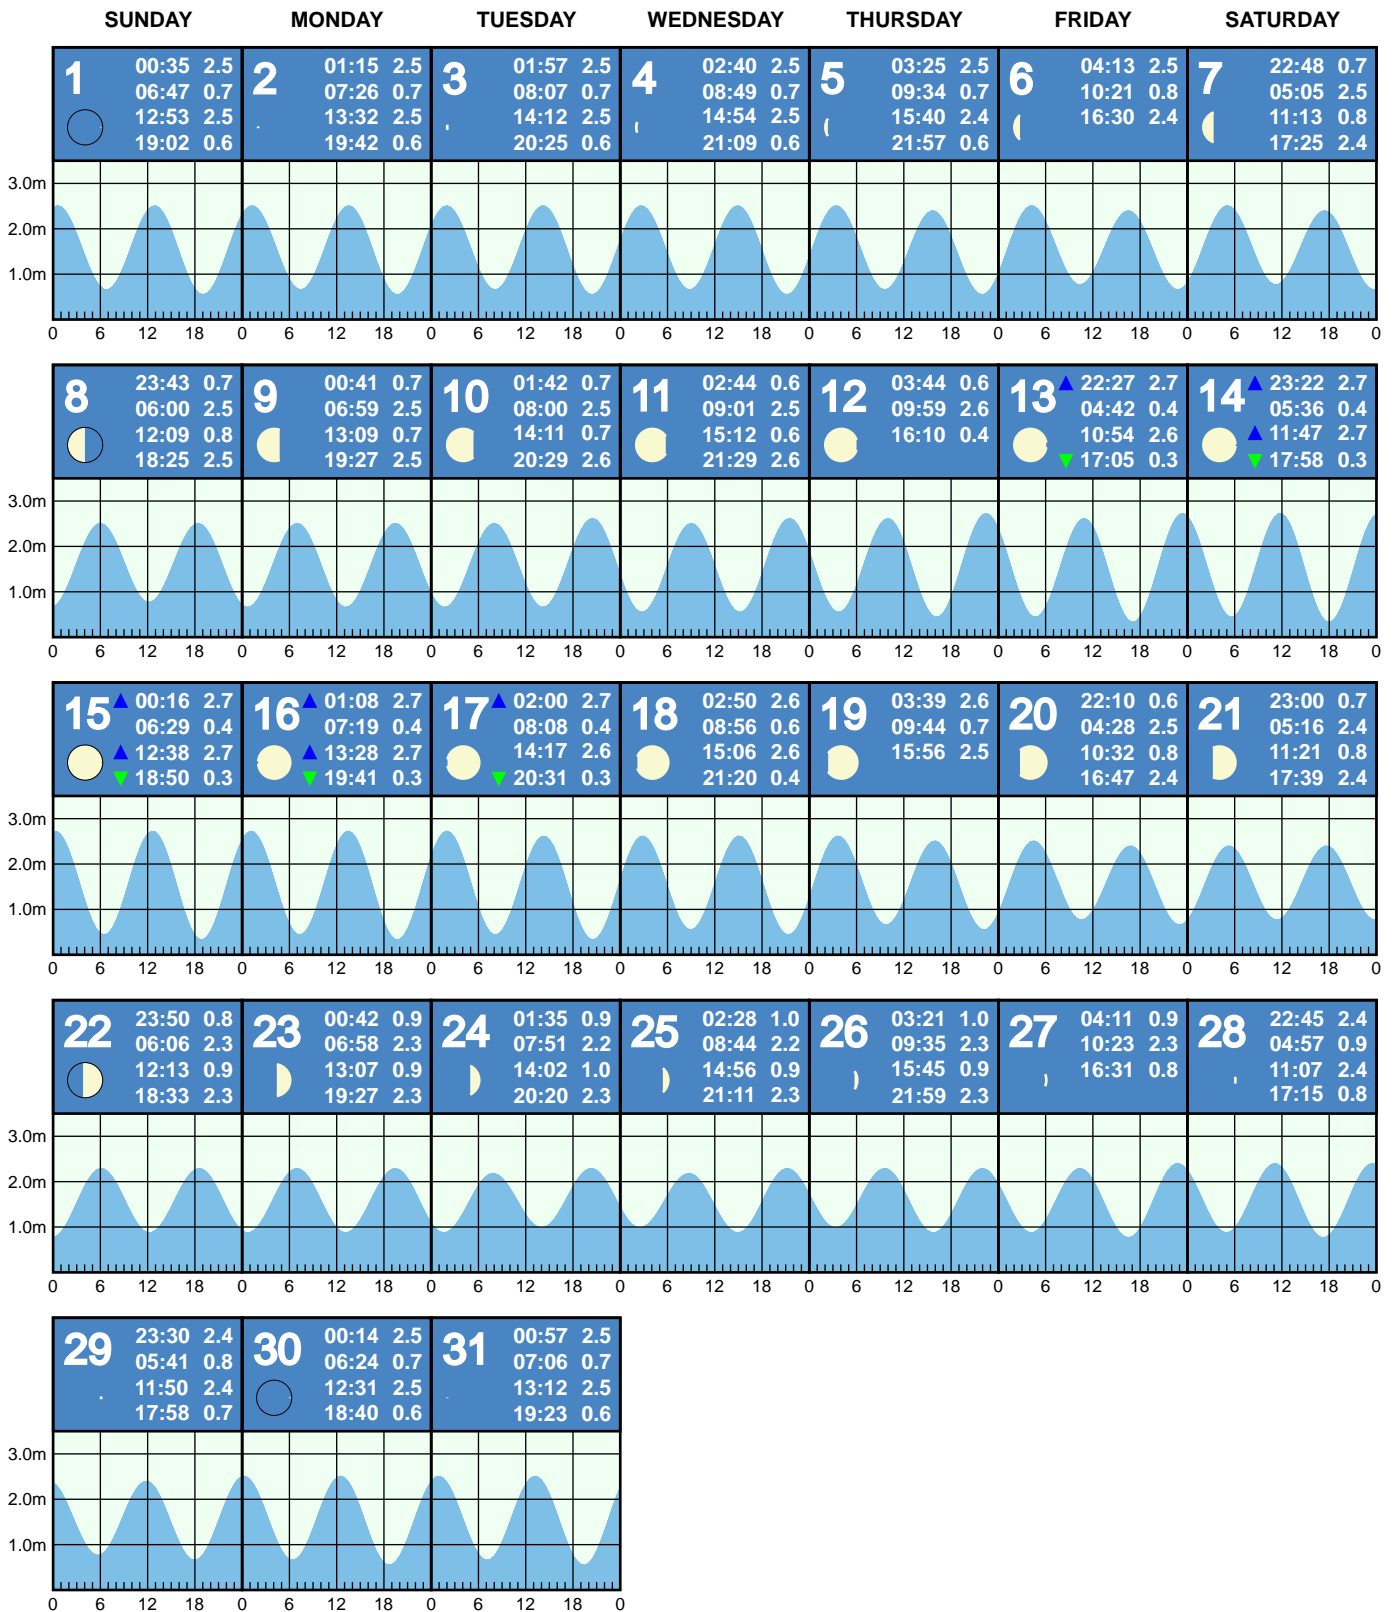 SUNDAY MONDAY TUESDAY WEDNESDAY THURSDAY FRIDAY SATURDAY
1 00:35 2.5
06:47 0.7
12:53 2.5
19:02 0.6
2 01:15 2.5
07:26 0.7
13:32 2.5
19:42 0.6
3 01:57 2.5
08:07 0.7
14:12 2.5
20:25 0.6
4 02:40 2.5
08:49 0.7
14:54 2.5
21:09 0.6
5 03:25 2.5
09:34 0.7
15:40 2.4
21:57 0.6
6 04:13 2.5
10:21 0.8
16:30 2.4
7 22:48 0.7
05:05 2.5
11:13 0.8
17:25 2.4
3.0m
2.0m
1.0m
0 6 12 18 0 6 12 18 0 6 12 18 0 6 12 18 0 6 12 18 0 6 12 18 0 6 12 18 0
8 23:43 0.7
06:00 2.5
12:09 0.8
18:25 2.5
9 00:41 0.7
06:59 2.5
13:09 0.7
19:27 2.5
10 01:42 0.7
08:00 2.5
14:11 0.7
20:29 2.6
11 02:44 0.6
09:01 2.5
15:12 0.6
21:29 2.6
12 03:44 0.6
09:59 2.6
16:10 0.4
13 22:27 2.7
04:42 0.4
10:54 2.6
17:05 0.3
14 23:22 2.7
05:36 0.4
11:47 2.7
17:58 0.3
3.0m
2.0m
1.0m
0 6 12 18 0 6 12 18 0 6 12 18 0 6 12 18 0 6 12 18 0 6 12 18 0 6 12 18 0
15 00:16 2.7
06:29 0.4
12:38 2.7
18:50 0.3
16 01:08 2.7
07:19 0.4
13:28 2.7
19:41 0.3
17 02:00 2.7
08:08 0.4
14:17 2.6
20:31 0.3
18 02:50 2.6
08:56 0.6
15:06 2.6
21:20 0.4
19 03:39 2.6
09:44 0.7
15:56 2.5
20 22:10 0.6
04:28 2.5
10:32 0.8
16:47 2.4
21 23:00 0.7
05:16 2.4
11:21 0.8
17:39 2.4
3.0m
2.0m
1.0m
0 6 12 18 0 6 12 18 0 6 12 18 0 6 12 18 0 6 12 18 0 6 12 18 0 6 12 18 0
22 23:50 0.8
06:06 2.3
12:13 0.9
18:33 2.3
23 00:42 0.9
06:58 2.3
13:07 0.9
19:27 2.3
24 01:35 0.9
07:51 2.2
14:02 1.0
20:20 2.3
25 02:28 1.0
08:44 2.2
14:56 0.9
21:11 2.3
26 03:21 1.0
09:35 2.3
15:45 0.9
21:59 2.3
27 04:11 0.9
10:23 2.3
16:31 0.8
28 22:45 2.4
04:57 0.9
11:07 2.4
17:15 0.8
3.0m
2.0m
1.0m
0 6 12 18 0 6 12 18 0 6 12 18 0 6 12 18 0 6 12 18 0 6 12 18 0 6 12 18 0
29 23:30 2.4
05:41 0.8
11:50 2.4
17:58 0.7
30 00:14 2.5
06:24 0.7
12:31 2.5
18:40 0.6
31 00:57 2.5
07:06 0.7
13:12 2.5
19:23 0.6
3.0m
2.0m
1.0m
0 6 12 18 0 6 12 18 0 6 12 18 0